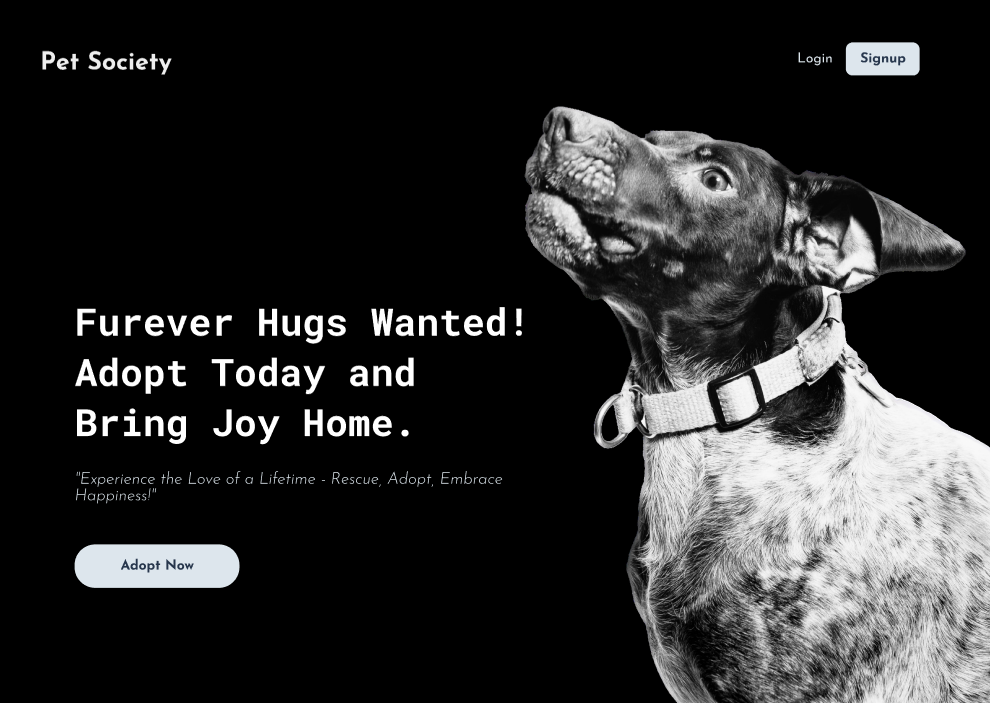 Pet Society
Login
Signup
Furever Hugs Wanted!
Adopt Today and
Bring Joy Home.
"Experience the Love of a Lifetime - Rescue, Adopt, Embrace
Happiness!"
Adopt Now